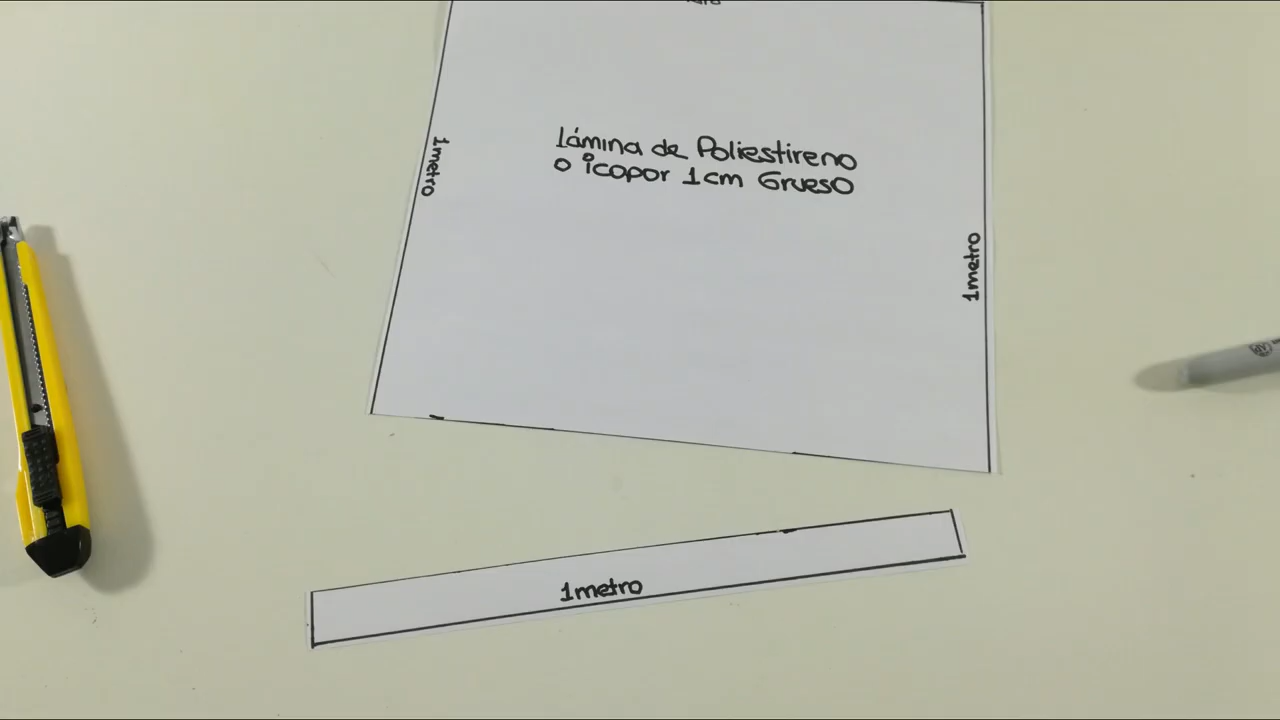 lámina de Poliestireno
o icopor 1cm Grueso
1metro
1metro
1metro